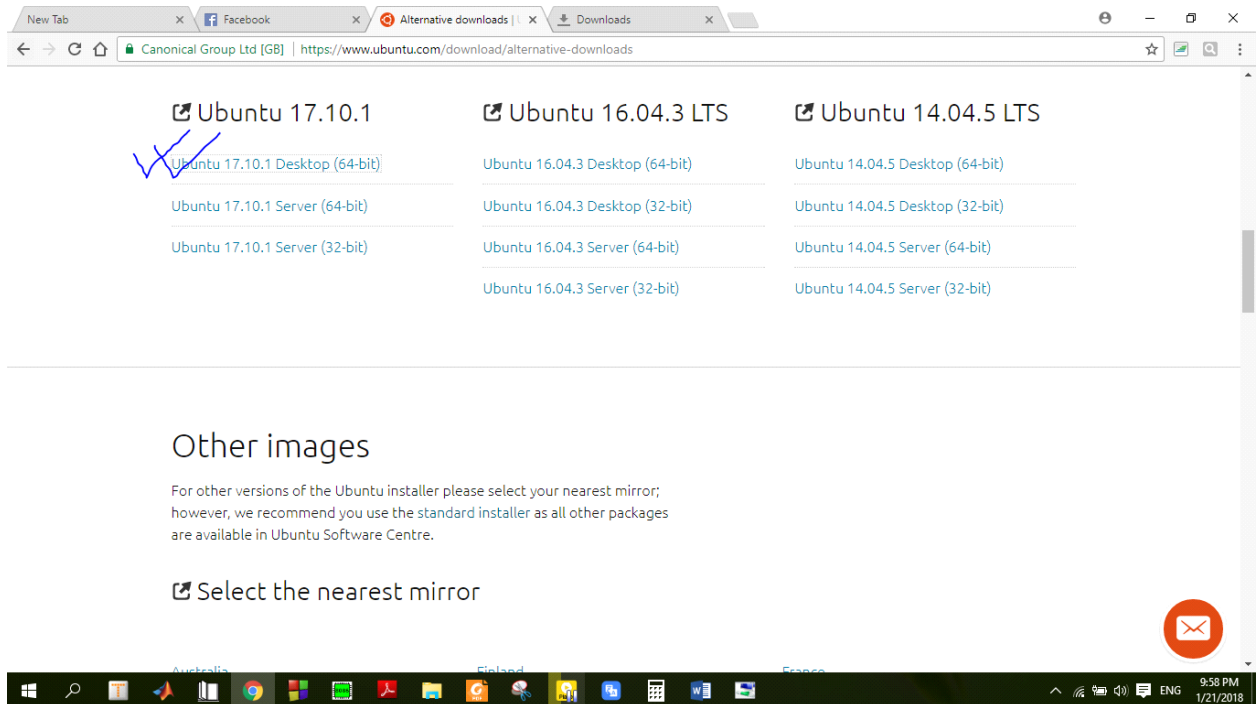 New Tab
Facebook
Alternative downloads |
Downloads
Canonical Group Ltd [GB] | https://www.ubuntu.com/download/alternative-downloads
Ubuntu 17.10.1
Ubuntu 17.10.1 Desktop (64-bit)
Ubuntu 17.10.1 Server (64-bit)
Ubuntu 17.10.1 Server (32-bit)
Ubuntu 16.04.3 LTS
Ubuntu 16.04.3 Desktop (64-bit)
Ubuntu 16.04.3 Desktop (32-bit)
Ubuntu 16.04.3 Server (64-bit)
Ubuntu 16.04.3 Server (32-bit)
Ubuntu 14.04.5 LTS
Ubuntu 14.04.5 Desktop (64-bit)
Ubuntu 14.04.5 Desktop (32-bit)
Ubuntu 14.04.5 Server (64-bit)
Ubuntu 14.04.5 Server (32-bit)
Other images
For other versions of the Ubuntu installer please select your nearest mirror;
however, we recommend you use the standard installer as all other packages
are available in Ubuntu Software Centre.
Select the nearest mirror
Australia
Finland
France
ENG
9:58 PM
1/21/2018